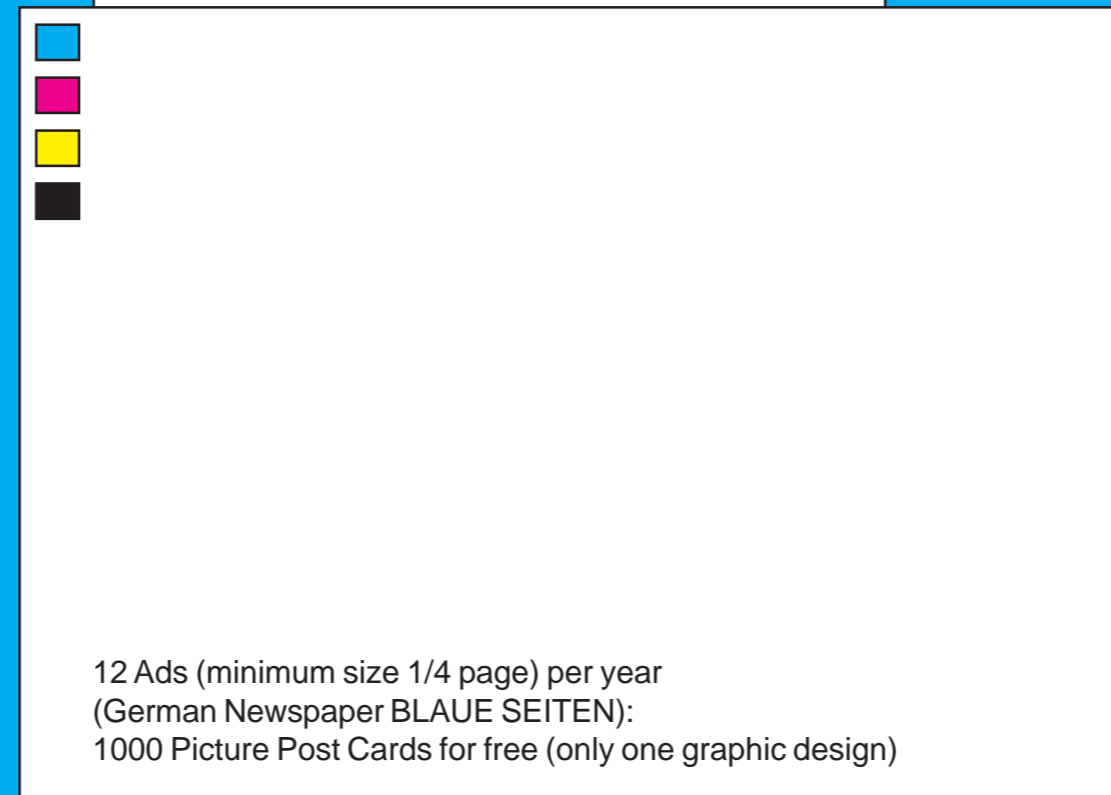 12 Ads (minimum size 1/4 page) per year
(German Newspaper BLAUE SEITEN):
1000 Picture Post Cards for free (only one graphic design)